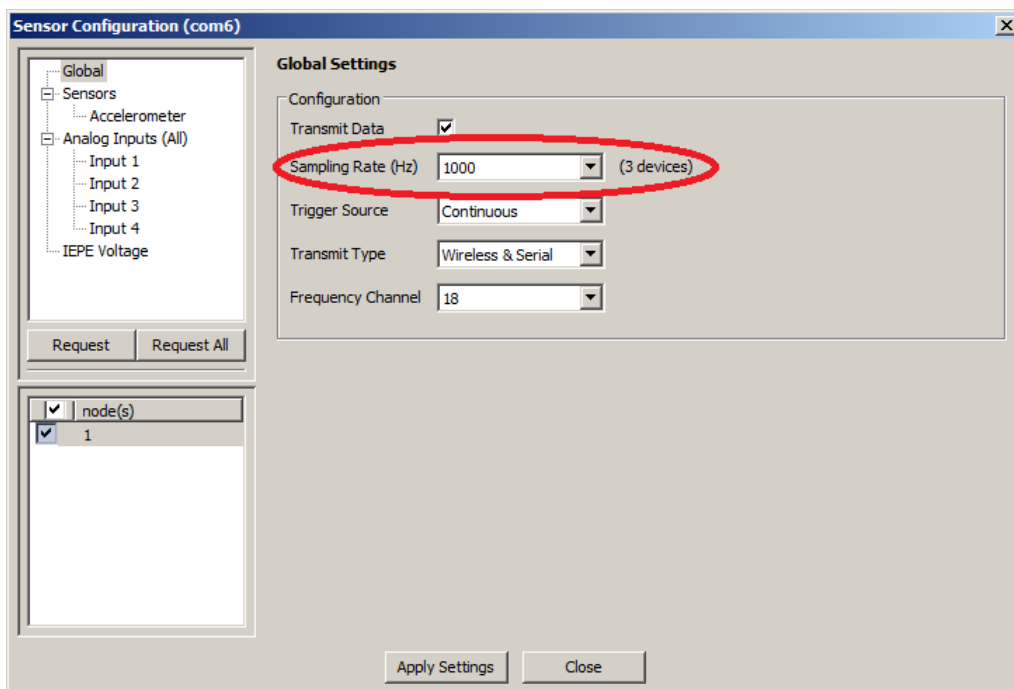 Sensor Configuration (com6)
Global
Sensors
Accelerometer
Analog Inputs (All)
Input 1
Input 2
Input 3
Input 4
IEPE Voltage
Request
Request All
node(s)
1
Global Settings
Configuration
Transmit Data
Sampling Rate (Hz) 1000 (3 devices)
Trigger Source Continuous
Transmit Type Wireless & Serial
Frequency Channel 18
Apply Settings
Close